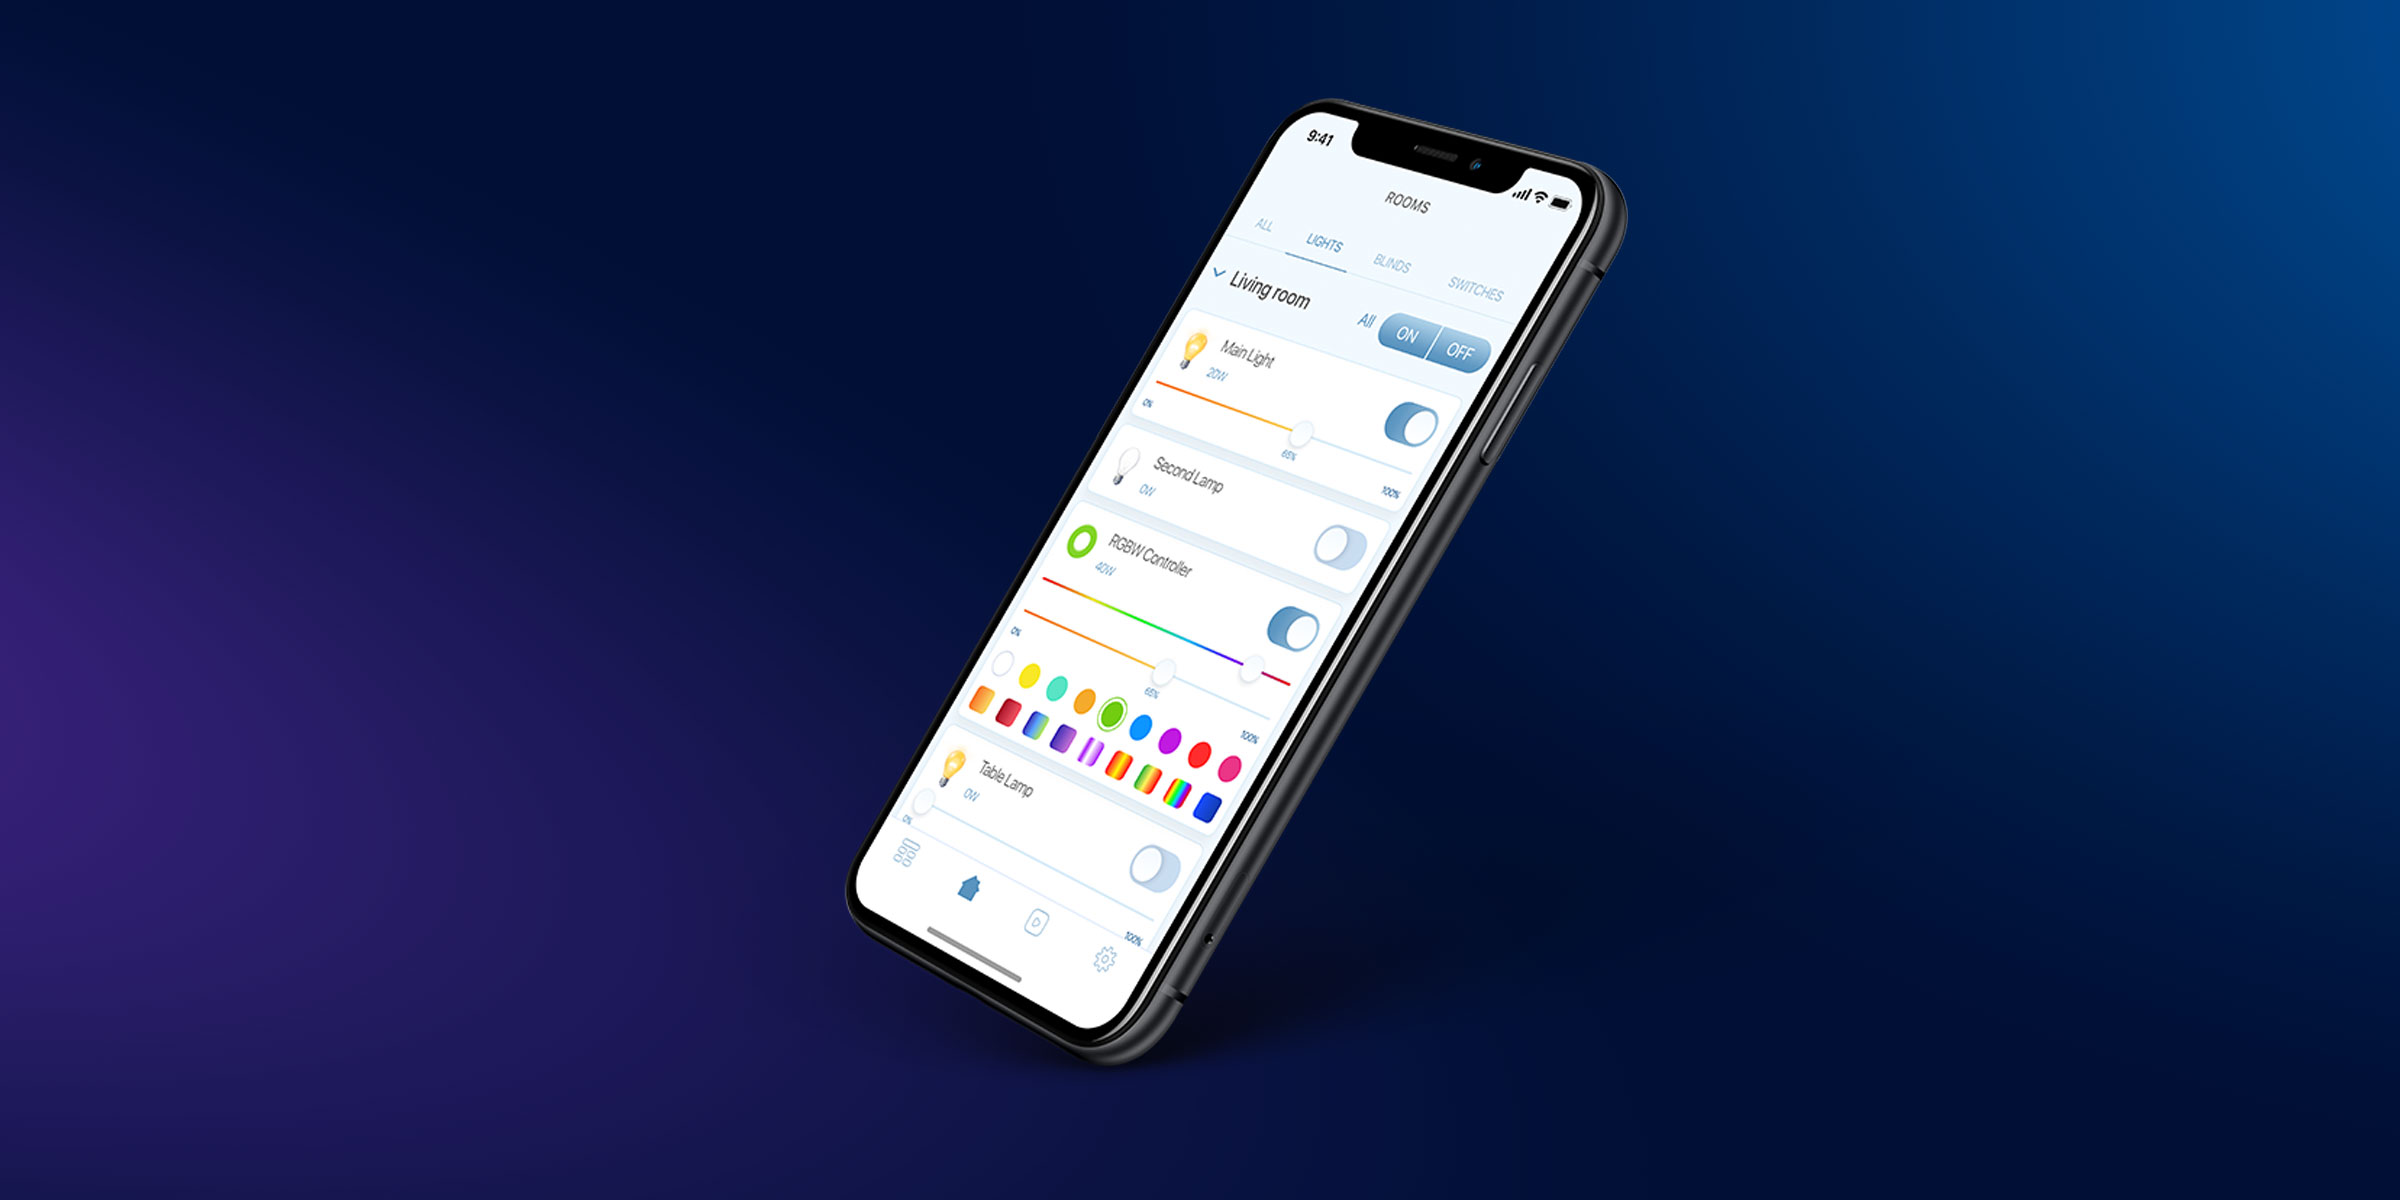 9:41
ROOMS
ALL LIGHTS BLINDS SWITCHES
Living room
All ON OFF
Main Light
20W
0% 65% 100%
Second Lamp
0W
RGBW Controller
40W
0% 65% 100%
Table Lamp
0W
0% 100%